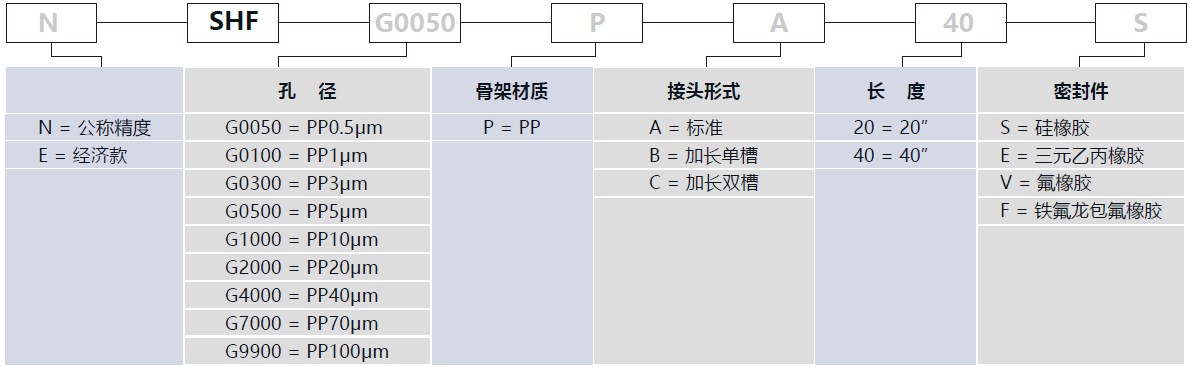 N SHF G0050 P A 40 S
孔 径 骨架材质 接头形式 长 度 密封件
N = 公称精度 G0050 = PP0.5μm P = PP A = 标准 20 = 20″ S = 硅橡胶
E = 经济款 G0100 = PP1μm B = 加长单槽 40 = 40″ E = 三元乙丙橡胶
G0300 = PP3μm C = 加长双槽 V = 氟橡胶
G0500 = PP5μm F = 铁氟龙包氟橡胶
G1000 = PP10μm
G2000 = PP20μm
G4000 = PP40μm
G7000 = PP70μm
G9900 = PP100μm